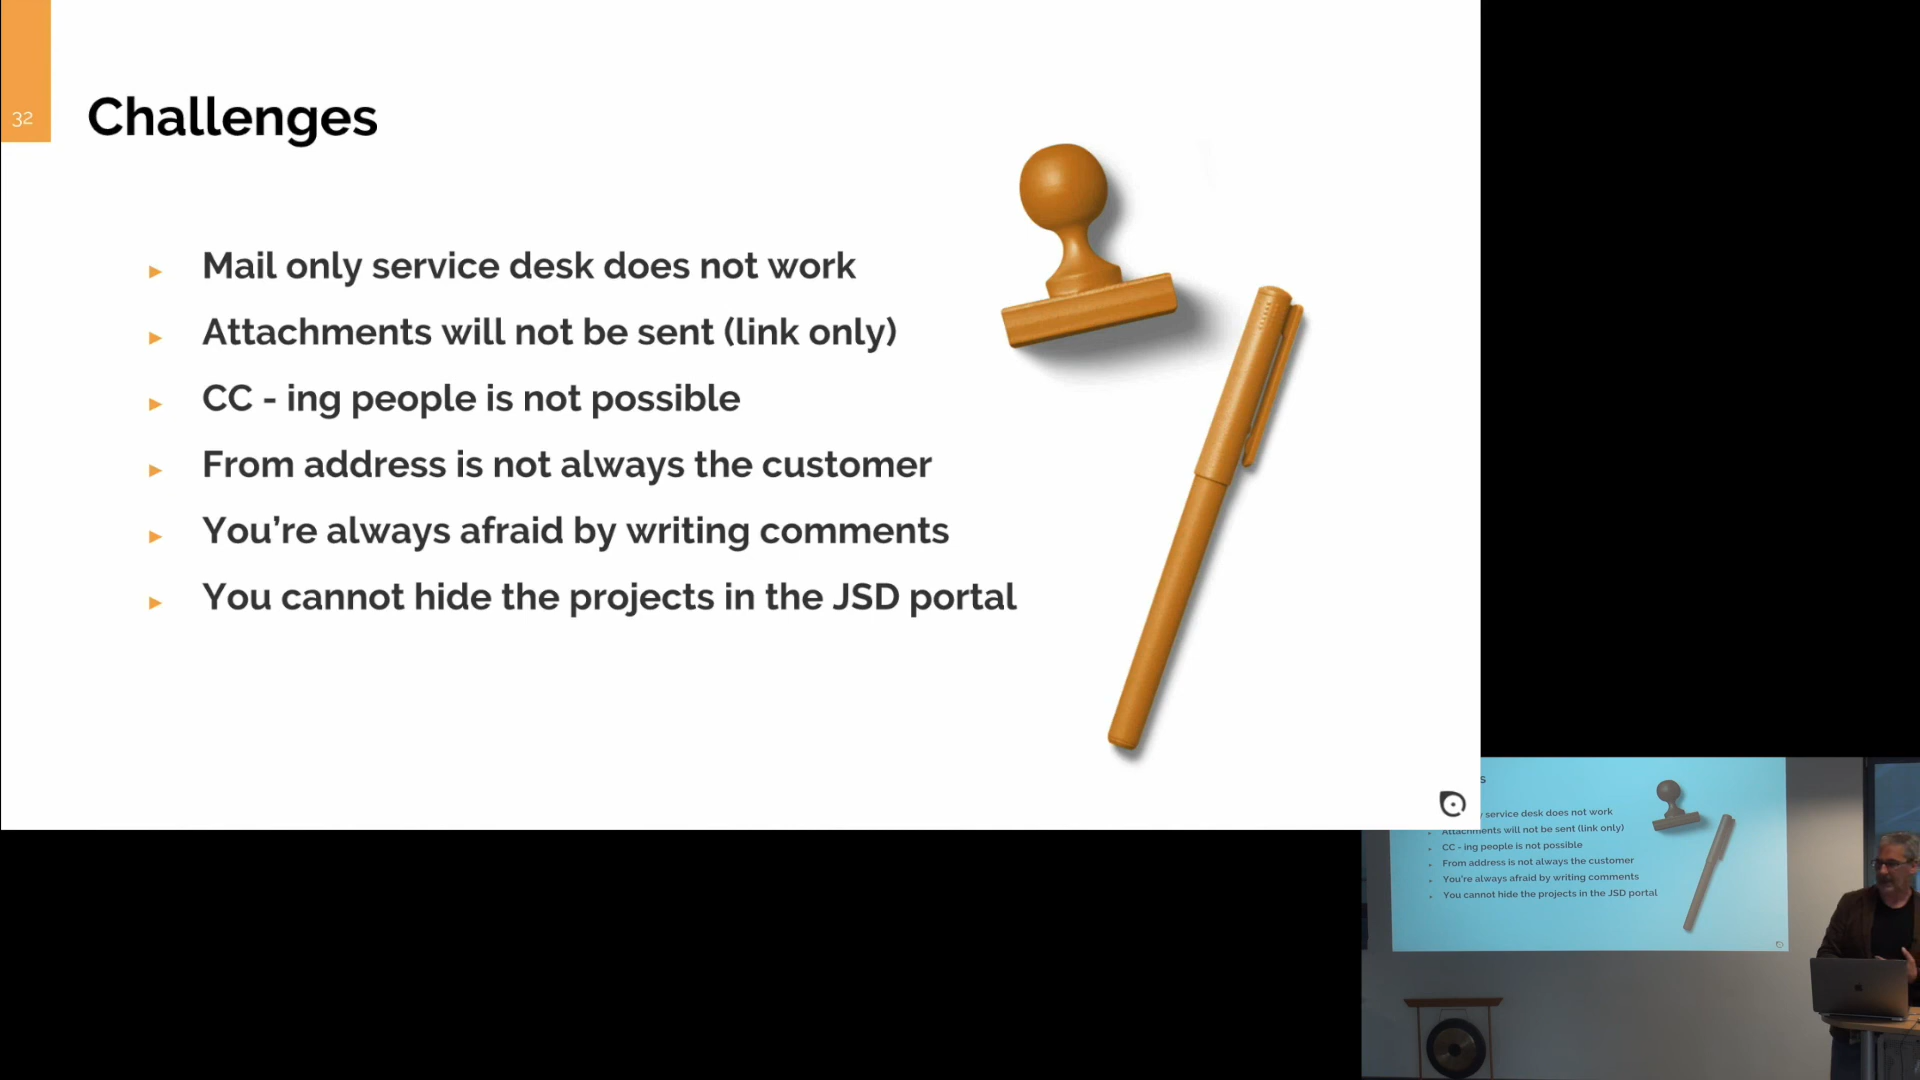 32
Challenges
► Mail only service desk does not work
► Attachments will not be sent (link only)
► CC - ing people is not possible
► From address is not always the customer
► You're always afraid by writing comments
► You cannot hide the projects in the JSD portal
s
service desk does not work
Attachments will not be sent (link only)
CC - ing people is not possible
From address is not always the customer
You're always afraid by writing comments
You cannot hide the projects in the JSD portal